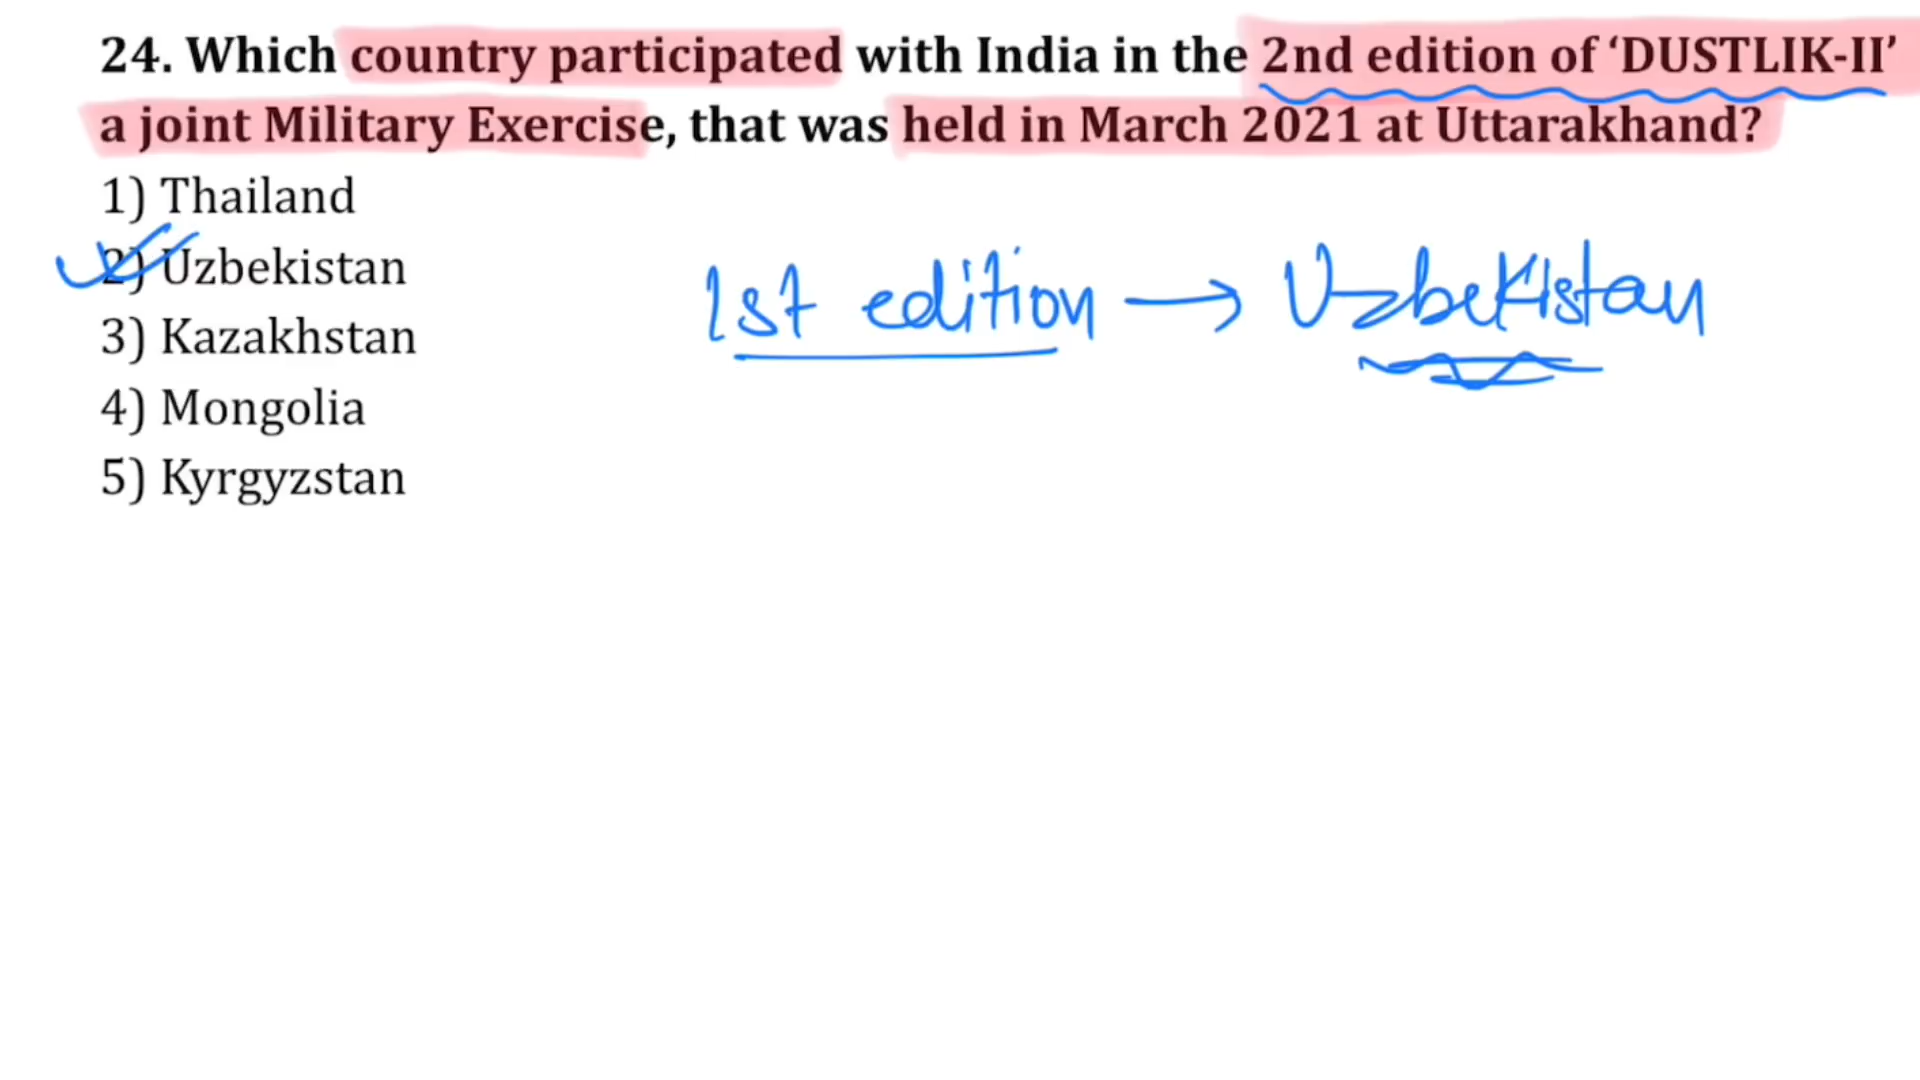 24. Which country participated with India in the 2nd edition of ‘DUSTLIK-II’
a joint Military Exercise, that was held in March 2021 at Uttarakhand?
1) Thailand
2) Uzbekistan
1st edition → Uzbekistan
3) Kazakhstan
4) Mongolia
5) Kyrgyzstan